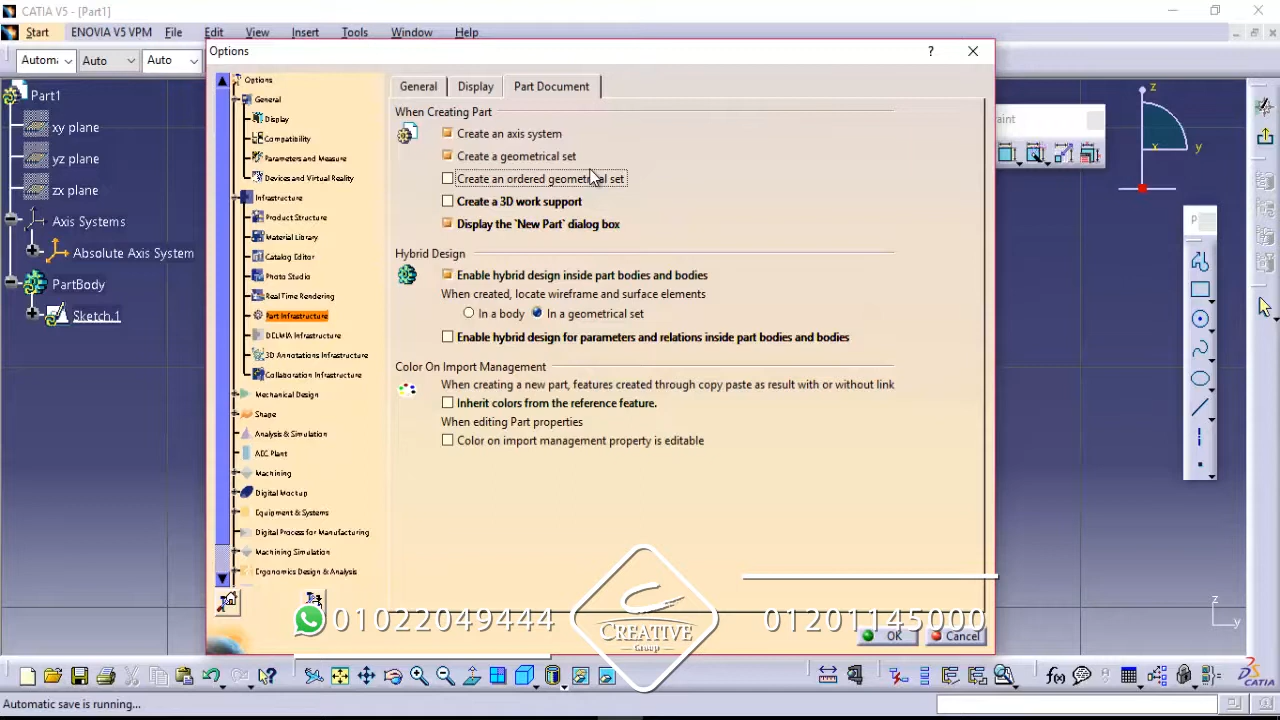 CATIA V5 - [Part1]
Start ENOVIA V5 VPM File Edit View Insert Tools Window Help
Options
Automa Auto Auto
Part1
xy plane
yz plane
zx plane
Axis Systems
Absolute Axis System
PartBody
Sketch.1
Options
General
Display
Compatibility
Parameters and Measure
Devices and Virtual Reality
Infrastructure
Product Structure
Material Library
Catalog Editor
Photo Studio
Real Time Rendering
Part Infrastructure
DELMIA Infrastructure
3D Annotations Infrastructure
Collaboration Infrastructure
Mechanical Design
Shape
Analysis & Simulation
AEC Plant
Machining
Digital Mockup
Equipment & Systems
Digital Process for Manufacturing
Machining Simulation
Ergonomics Design & Analysis
General Display Part Document
When Creating Part
Create an axis system
Create a geometrical set
Create an ordered geometrical set
Create a 3D work support
Display the `New Part` dialog box
Hybrid Design
Enable hybrid design inside part bodies and bodies
When created, locate wireframe and surface elements
In a body In a geometrical set
Enable hybrid design for parameters and relations inside part bodies and bodies
Color On Import Management
When creating a new part, features created through copy paste as result with or without link
Inherit colors from the reference feature.
When editing Part properties
Color on import management property is editable
OK Cancel
aint
z
x y
P
z
y
01022049444
CREATIVE
Group
01201145000
CATIA
Automatic save is running...